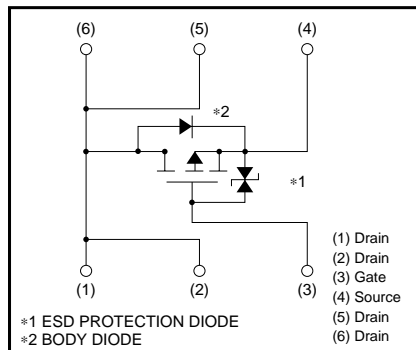 (6) (5) (4)
∗2
∗1
(1) (2) (3)
(1) Drain
(2) Drain
(3) Gate
(4) Source
(5) Drain
(6) Drain
∗1 ESD PROTECTION DIODE
∗2 BODY DIODE